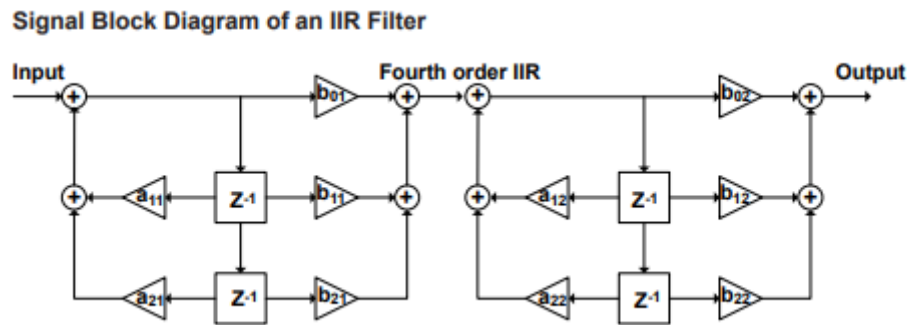 Signal Block Diagram of an IIR Filter
Input Fourth order IIR Output
+ b01 + + b02 +
+ a11 Z-1 b11 + + a12 Z-1 b12 +
a21 Z-1 b21 a22 Z-1 b22